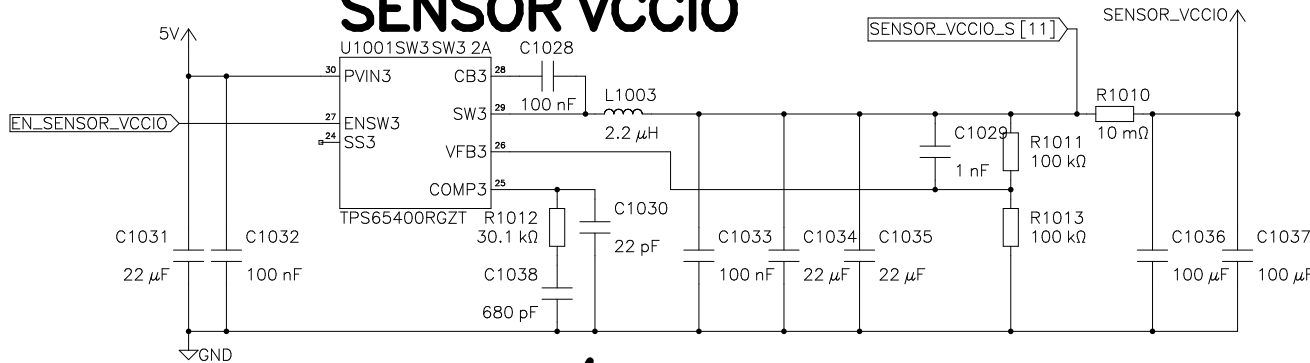 SENSOR VCCIO
5V
U1001SW3 SW3 2A
C1028
SENSOR_VCCIO_S [11]
SENSOR_VCCIO
30 PVIN3
CB3 28
100 nF
L1003
2.2 µH
R1010
10 mΩ
EN_SENSOR_VCCIO
27 ENSW3
SW3 29
24 SS3
VFB3 26
C1029
1 nF
R1011
100 kΩ
COMP3 25
TPS65400RGZT
R1012
30.1 kΩ
C1030
22 pF
R1013
100 kΩ
C1031
22 µF
C1032
100 nF
C1038
680 pF
C1033
100 nF
C1034
22 µF
C1035
22 µF
C1036
100 µF
C1037
100 µF
GND